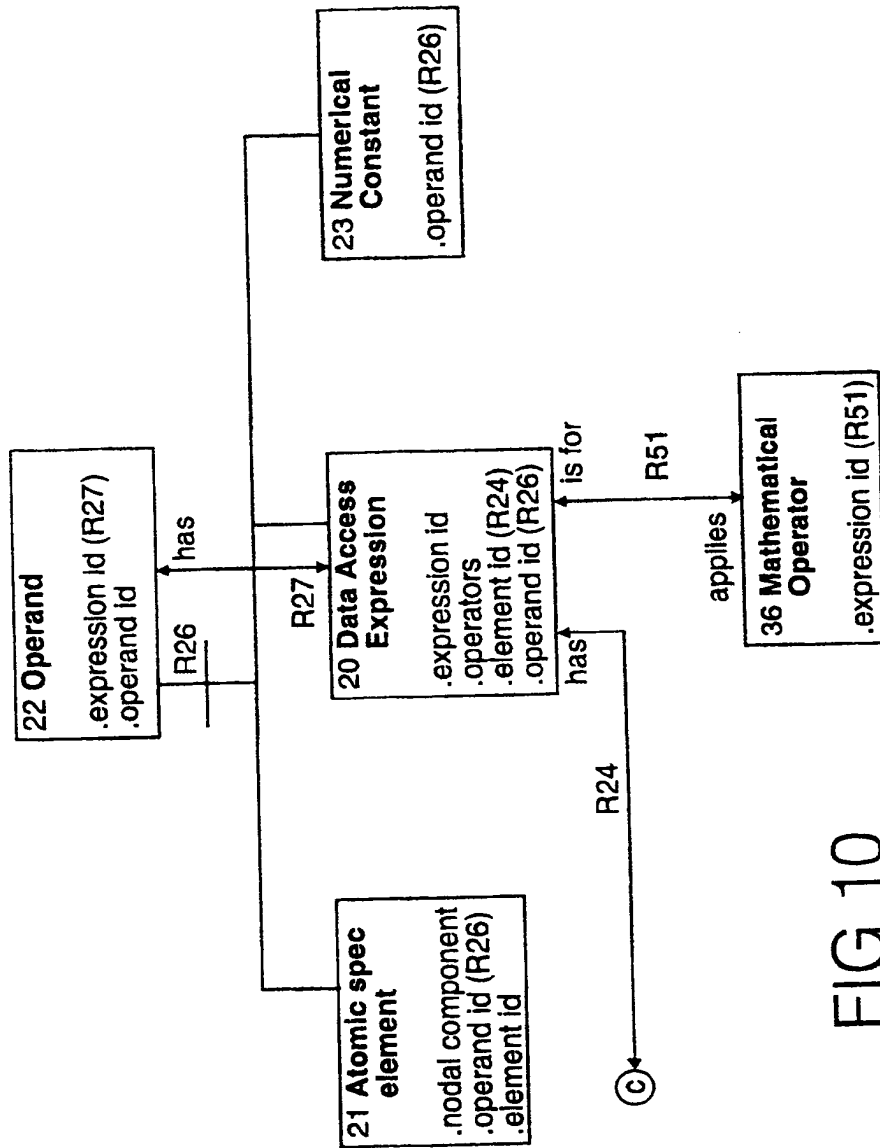 22 Operand
.expression id (R27)
.operand id
R26
has
R27
21 Atomic spec
element
.nodal component
.operand id (R26)
.element id
20 Data Access
Expression
.expression id
.operators
.element id (R24)
.operand id (R26)
23 Numerical
Constant
.operand id (R26)
has
is for
R24
R51
C
applies
36 Mathematical
Operator
.expression id (R51)
FIG 10